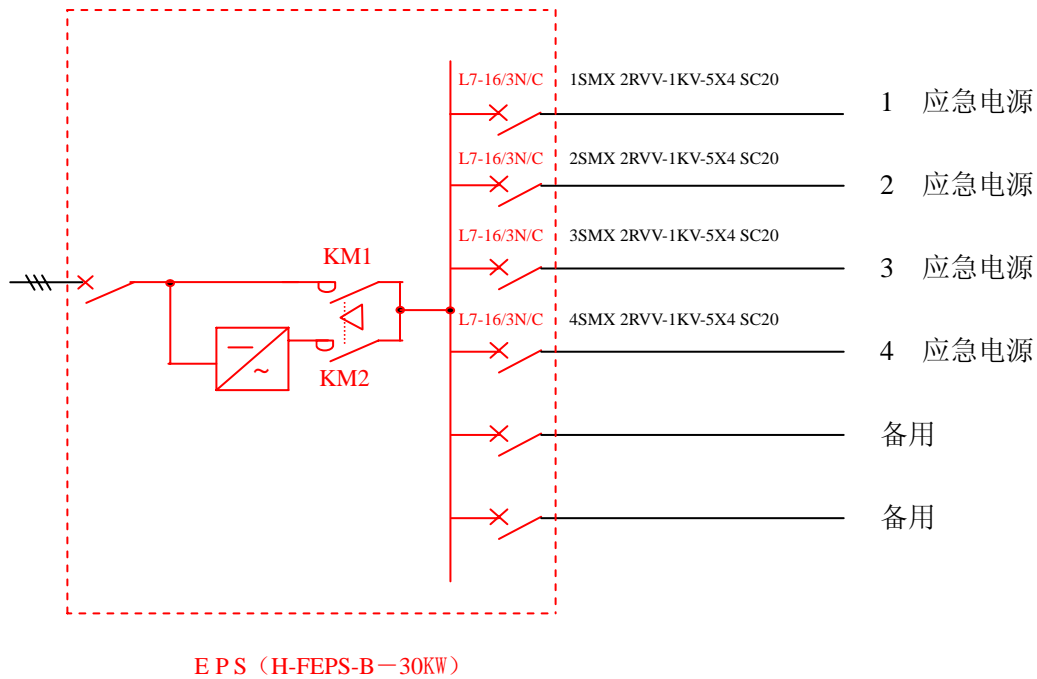 L7-16/3N/C 1SMX 2RVV-1KV-5X4 SC20
1 应急电源
L7-16/3N/C 2SMX 2RVV-1KV-5X4 SC20
2 应急电源
L7-16/3N/C 3SMX 2RVV-1KV-5X4 SC20
KM1
3 应急电源
L7-16/3N/C 4SMX 2RVV-1KV-5X4 SC20
4 应急电源
~
KM2
备用
备用
E P S（H-FEPS-B－30KW）